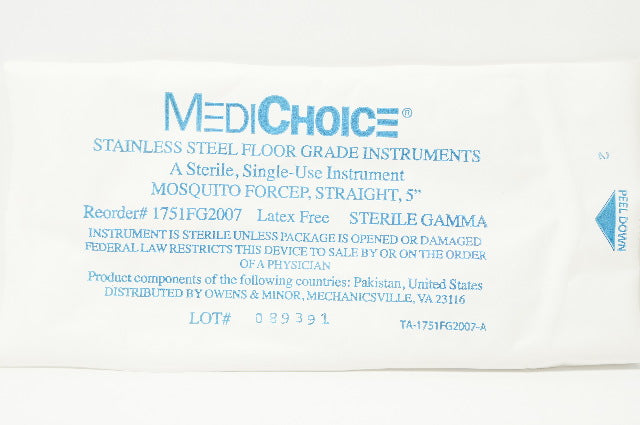 MEDICHOICE®
STAINLESS STEEL FLOOR GRADE INSTRUMENTS
A Sterile, Single-Use Instrument
MOSQUITO FORCEP, STRAIGHT, 5"
Reorder# 1751FG2007 Latex Free STERILE GAMMA
INSTRUMENT IS STERILE UNLESS PACKAGE IS OPENED OR DAMAGED
FEDERAL LAW RESTRICTS THIS DEVICE TO SALE BY OR ON THE ORDER
OF A PHYSICIAN
Product components of the following countries: Pakistan, United States
DISTRIBUTED BY OWENS & MINOR, MECHANICSVILLE, VA 23116
LOT# 089391
TA-1751FG2007-A
2
PEEL DOWN